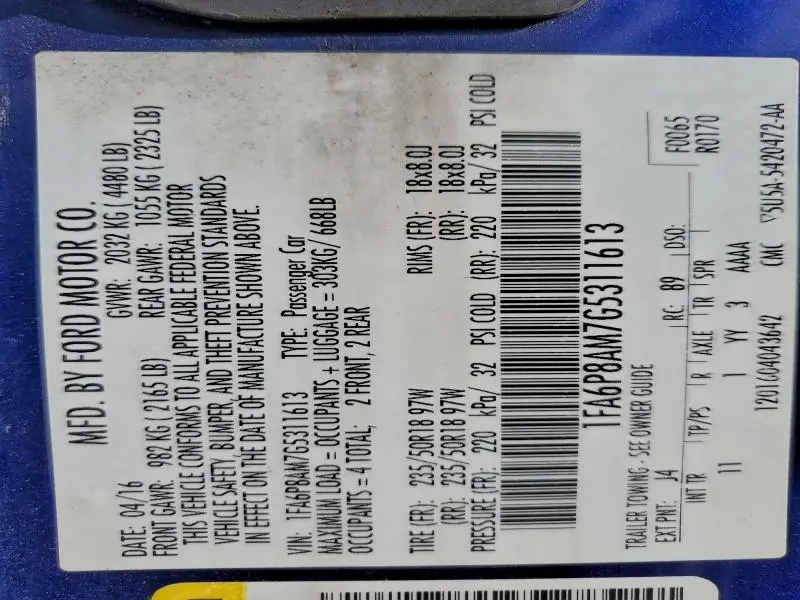 MFD. BY FORD MOTOR CO.
DATE: 04/16 GVWR: 2032 KG ( 4480 LB)
FRONT GAWR: 982 KG ( 2165 LB) REAR GAWR: 1055 KG ( 2325 LB)
THIS VEHICLE CONFORMS TO ALL APPLICABLE FEDERAL MOTOR
VEHICLE SAFETY, BUMPER, AND THEFT PREVENTION STANDARDS
IN EFFECT ON THE DATE OF MANUFACTURE SHOWN ABOVE.
VIN: 1FA6P8AM7G5311613 TYPE: Passenger Car
MAXIMUM LOAD = OCCUPANTS + LUGGAGE = 303KG/ 668LB
OCCUPANTS = 4 TOTAL; 2 FRONT, 2 REAR
TIRE (FR): 235/50R18 97W RIMS (FR): 18x8.0J
(RR): 235/50R18 97W (RR): 18x8.0J
PRESSURE (FR): 220 kPa/ 32 PSI COLD (RR): 220 kPa/ 32 PSI COLD
1FA6P8AM7G5311613
F0065
TRAILER TOWING - SEE OWNER GUIDE R0170
EXT PNT: J4 RC: B9 DSO:
INT TR TP/PS R AXLE TR SPR
11 1 YY 3 AAAA
1201604043642 CMC 5U5A-5420472-AA